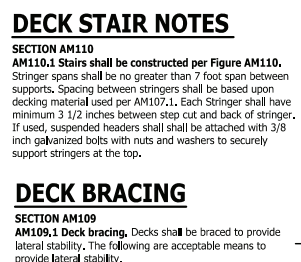 DECK STAIR NOTES
SECTION AM110
AM110.1 Stairs shall be constructed per Figure AM110.
Stringer spans shall be no greater than 7 foot span between
supports. Spacing between stringers shall be based upon
decking material used per AM107.1. Each Stringer shall have
minimum 3 1/2 inches between step cut and back of stringer.
If used, suspended headers shall shall be attached with 3/8
inch galvanized bolts with nuts and washers to securely
support stringers at the top.
DECK BRACING
SECTION AM109
AM109.1 Deck bracing. Decks shall be braced to provide
lateral stability. The following are acceptable means to
provide lateral stability.